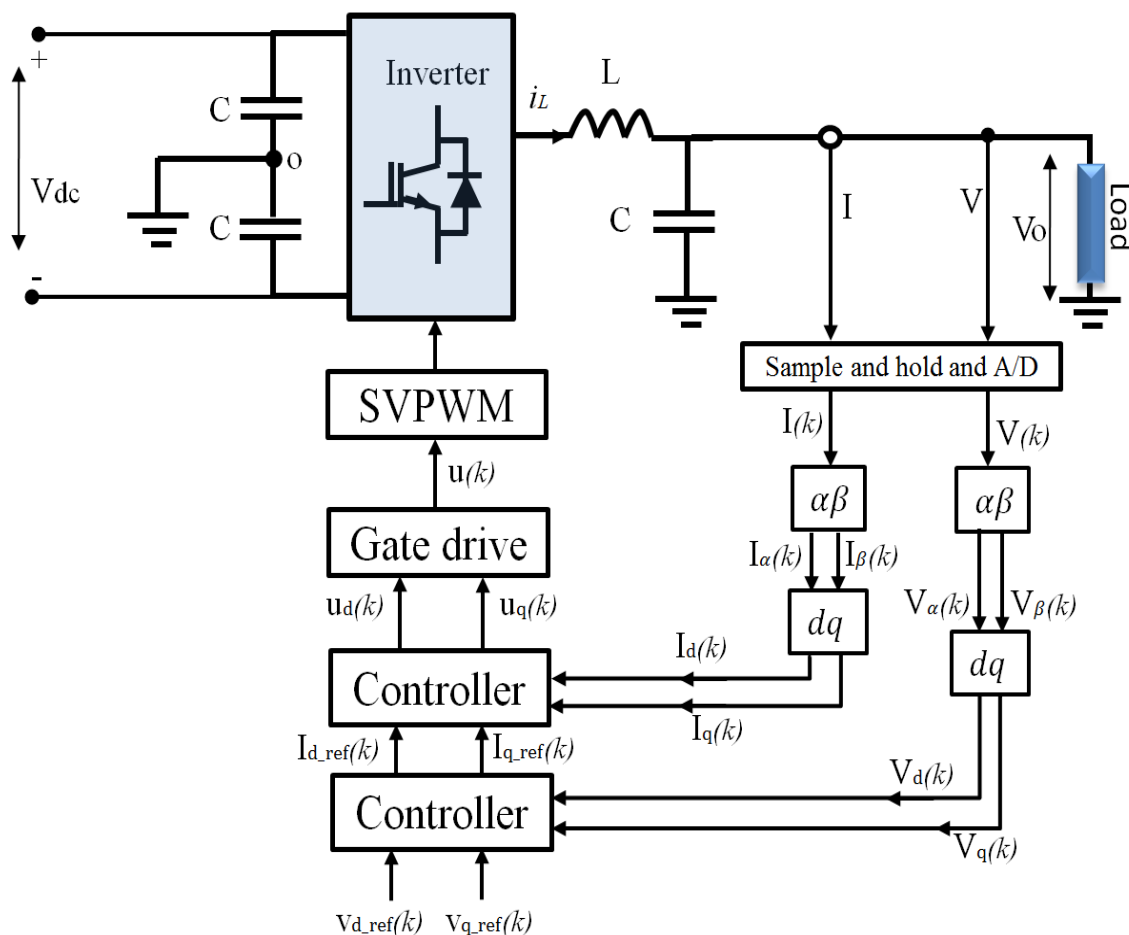 +
Inverter
L
iL
C
o
Vdc
C
-
I
C
V
Vo
Load
Sample and hold and A/D
SVPWM
I(k)
V(k)
u(k)
αβ
αβ
Gate drive
Iα(k)
Iβ(k)
ud(k)
uq(k)
Vα(k)
Vβ(k)
dq
dq
Id(k)
Controller
Iq(k)
Id_ref(k)
Iq_ref(k)
Vd(k)
Controller
Vq(k)
Vd_ref(k)
Vq_ref(k)